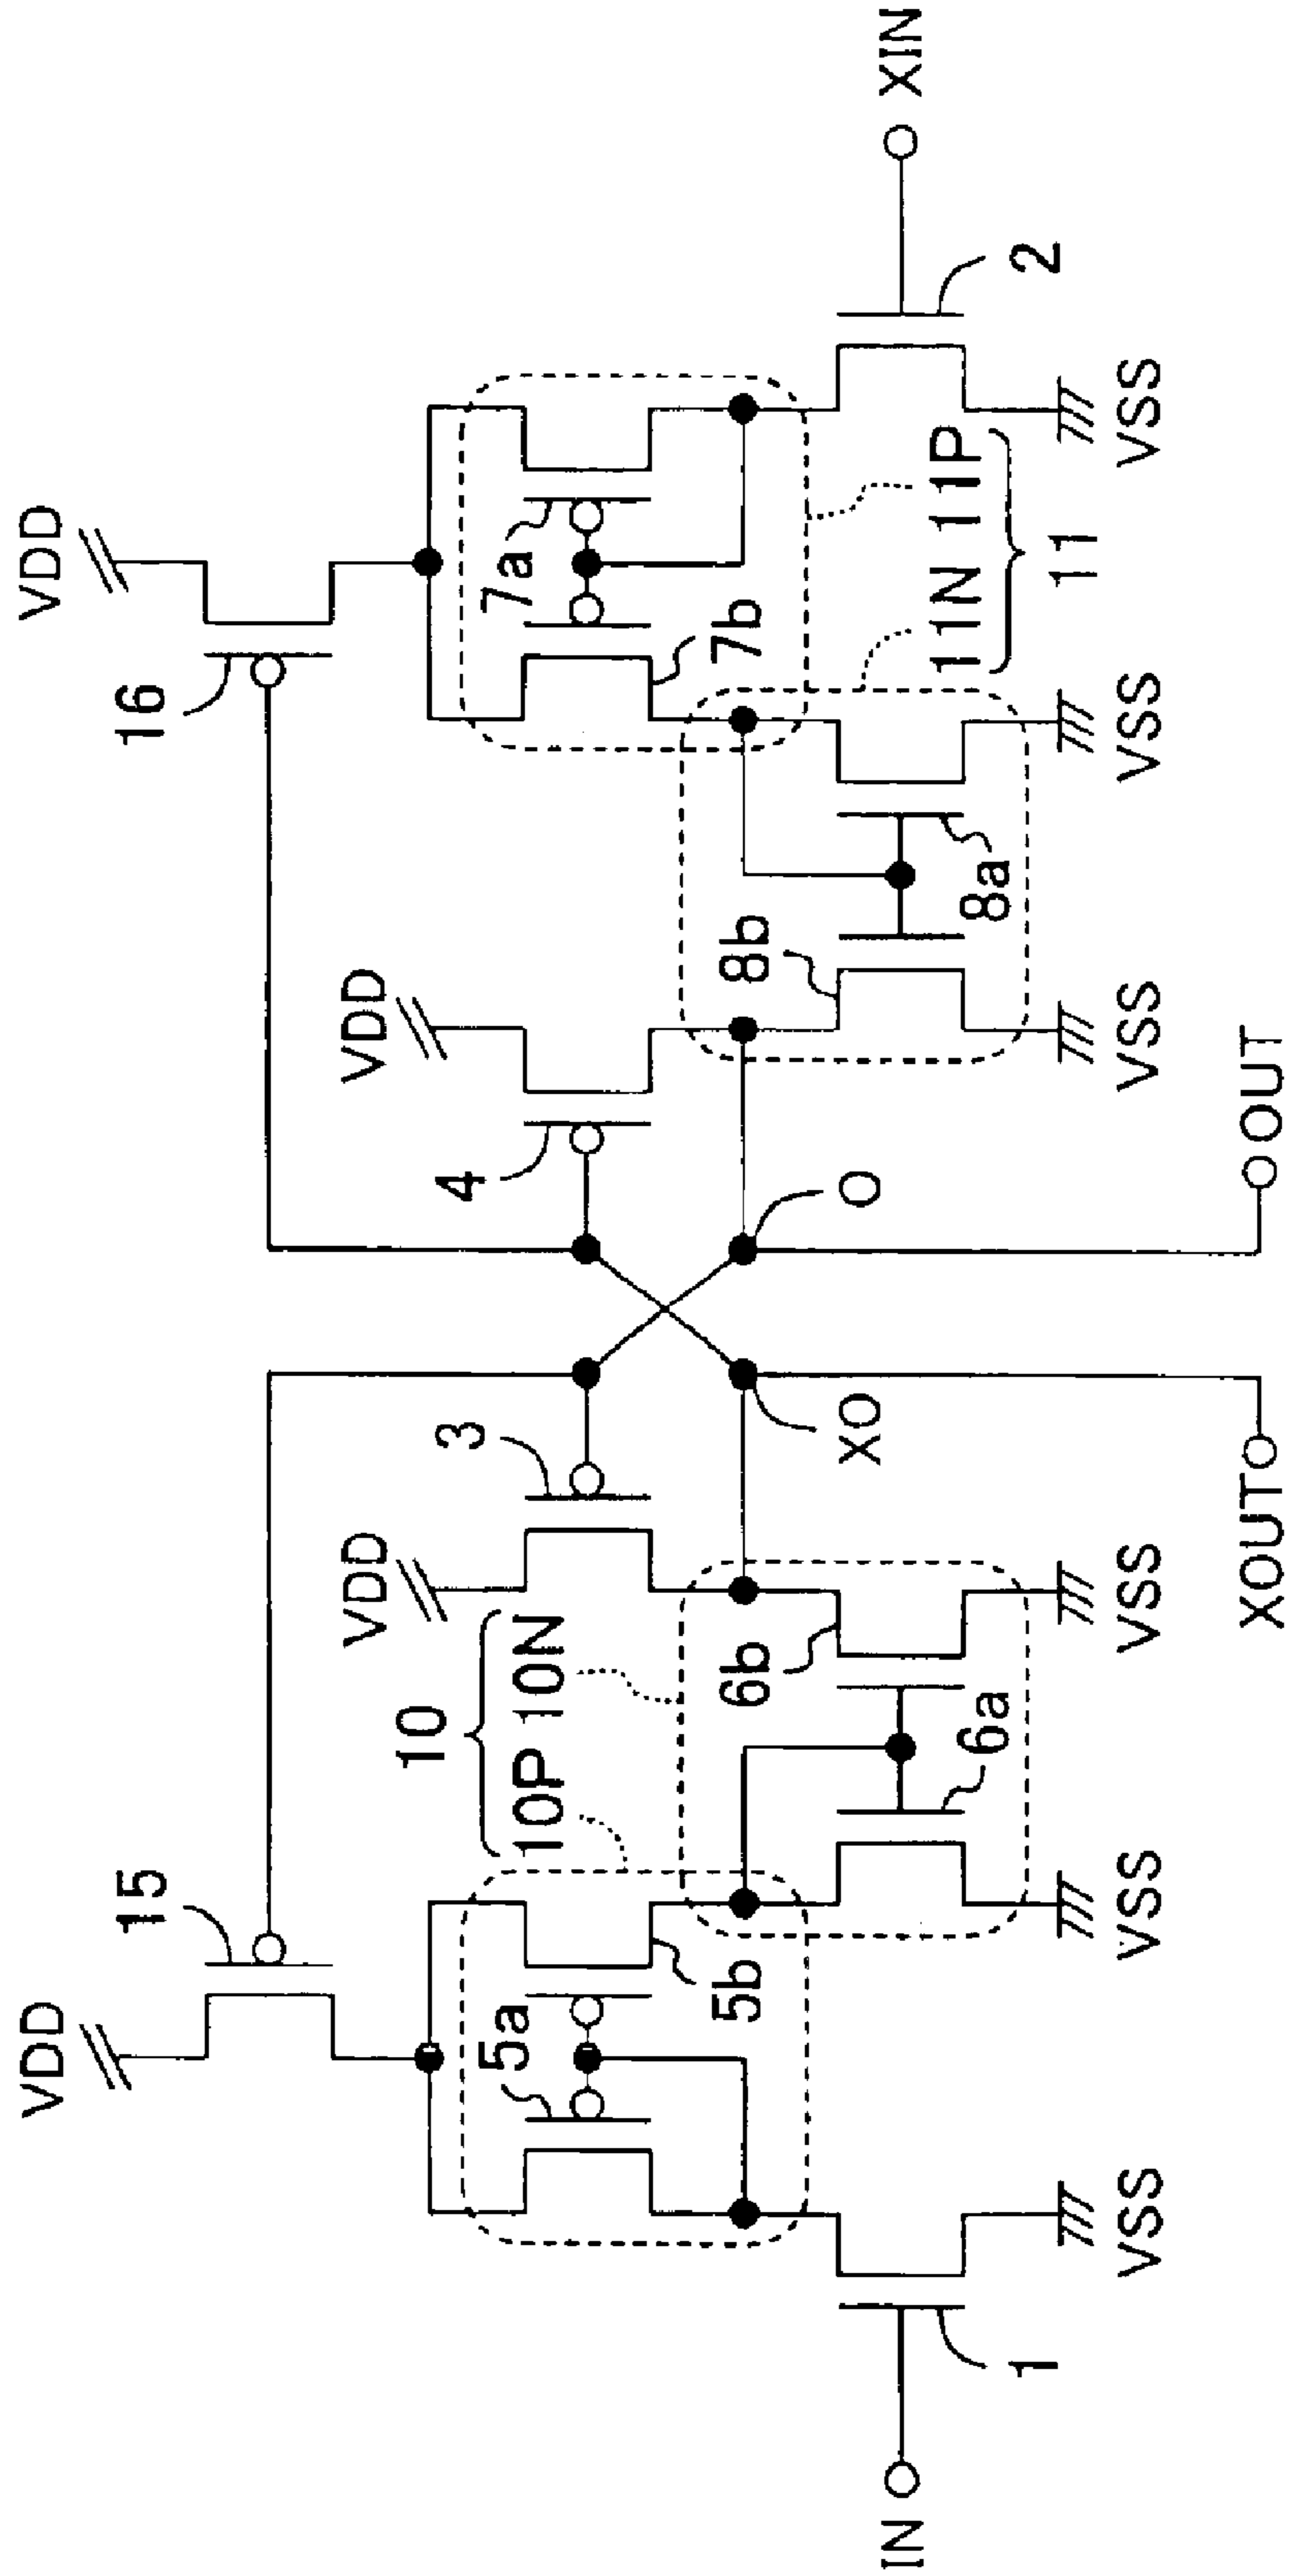 VDD
VDD
15
16
VDD
VDD
10
10P 10N
3
4
5a
7a
5b
6b
8b
7b
XO
O
6a
8a
11N 11P
11
IN
XIN
1
2
VSS
VSS
VSS
VSS
VSS
VSS
XOUT
OUT